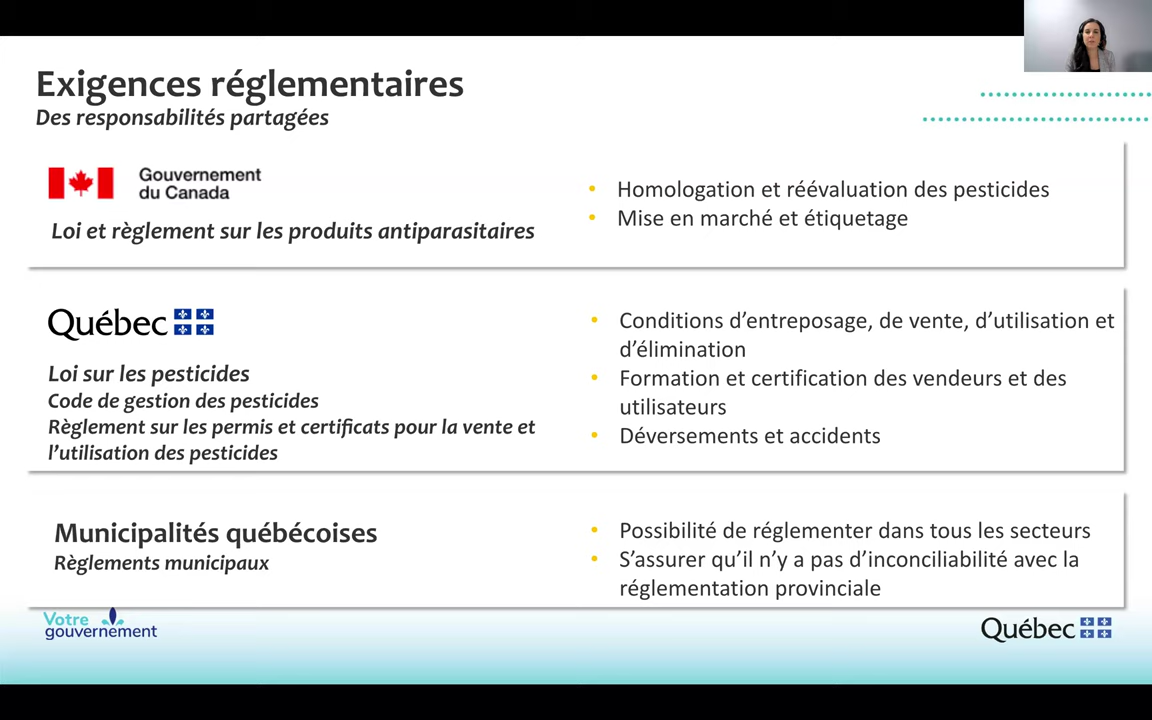 Exigences réglementaires
Des responsabilités partagées
Gouvernement
du Canada
Loi et règlement sur les produits antiparasitaires
• Homologation et réévaluation des pesticides
• Mise en marché et étiquetage
Québec
Loi sur les pesticides
Code de gestion des pesticides
Règlement sur les permis et certificats pour la vente et
l’utilisation des pesticides
• Conditions d’entreposage, de vente, d’utilisation et
d’élimination
• Formation et certification des vendeurs et des
utilisateurs
• Déversements et accidents
Municipalités québécoises
Règlements municipaux
• Possibilité de réglementer dans tous les secteurs
• S’assurer qu’il n’y a pas d’inconciliabilité avec la
réglementation provinciale
Votre
gouvernement
Québec